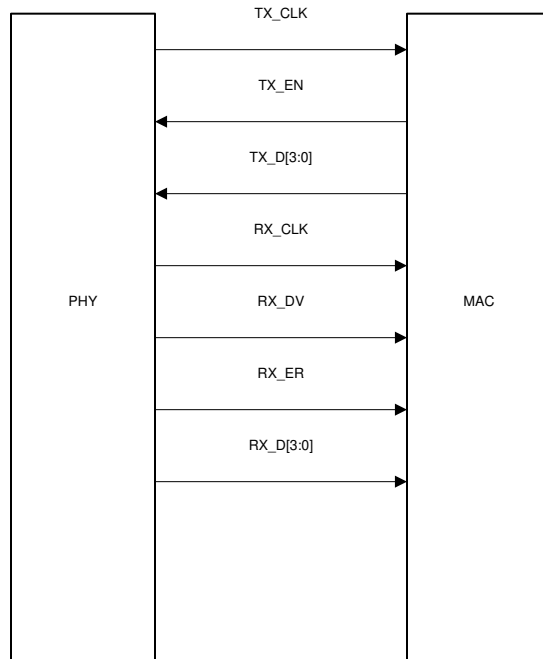 TX_CLK
TX_EN
TX_D[3:0]
RX_CLK
PHY
RX_DV
MAC
RX_ER
RX_D[3:0]